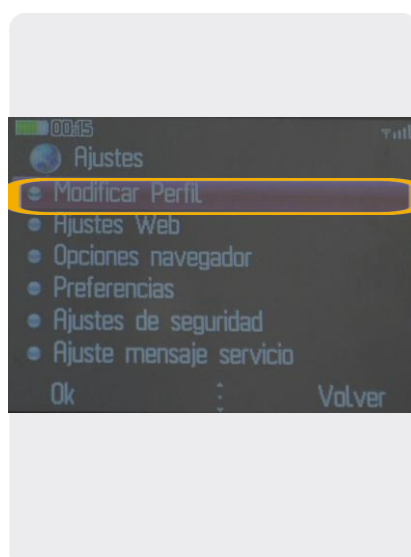 00:15
Ajustes
Modificar Perfil
Ajustes Web
Opciones navegador
Preferencias
Ajustes de seguridad
Ajuste mensaje servicio
Ok Volver